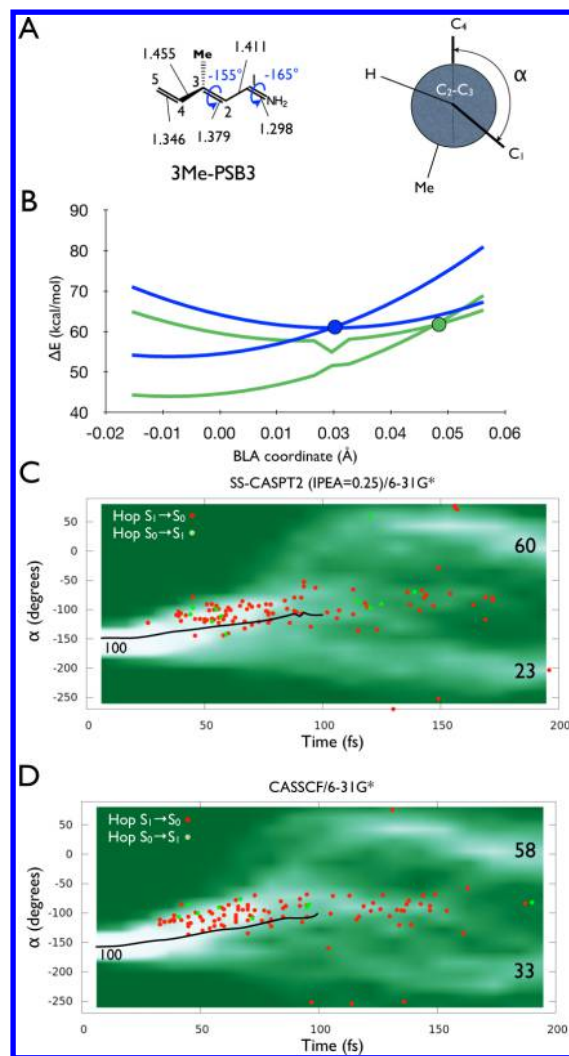 A
1.455
Me
-155°
1.411
-165°
5
3
4
2
NH₂
1.346
1.379
1.298
3Me-PSB3
C₄
H
α
C₂-C₃
C₁
Me
B
90
80
70
60
50
40
ΔE (kcal/mol)
-0.02
-0.01
0.00
0.01
0.02
0.03
0.04
0.05
0.06
BLA coordinate (Å)
C
SS-CASPT2 (IPEA=0.25)/6-31G*
Hop S₁→S₀
Hop S₀→S₁
50
0
-50
-100
-150
-200
-250
α (degrees)
60
100
23
0
50
100
150
200
Time (fs)
D
CASSCF/6-31G*
Hop S₁→S₀
Hop S₀→S₁
50
0
-50
-100
-150
-200
-250
α (degrees)
58
100
33
0
50
100
150
200
Time (fs)